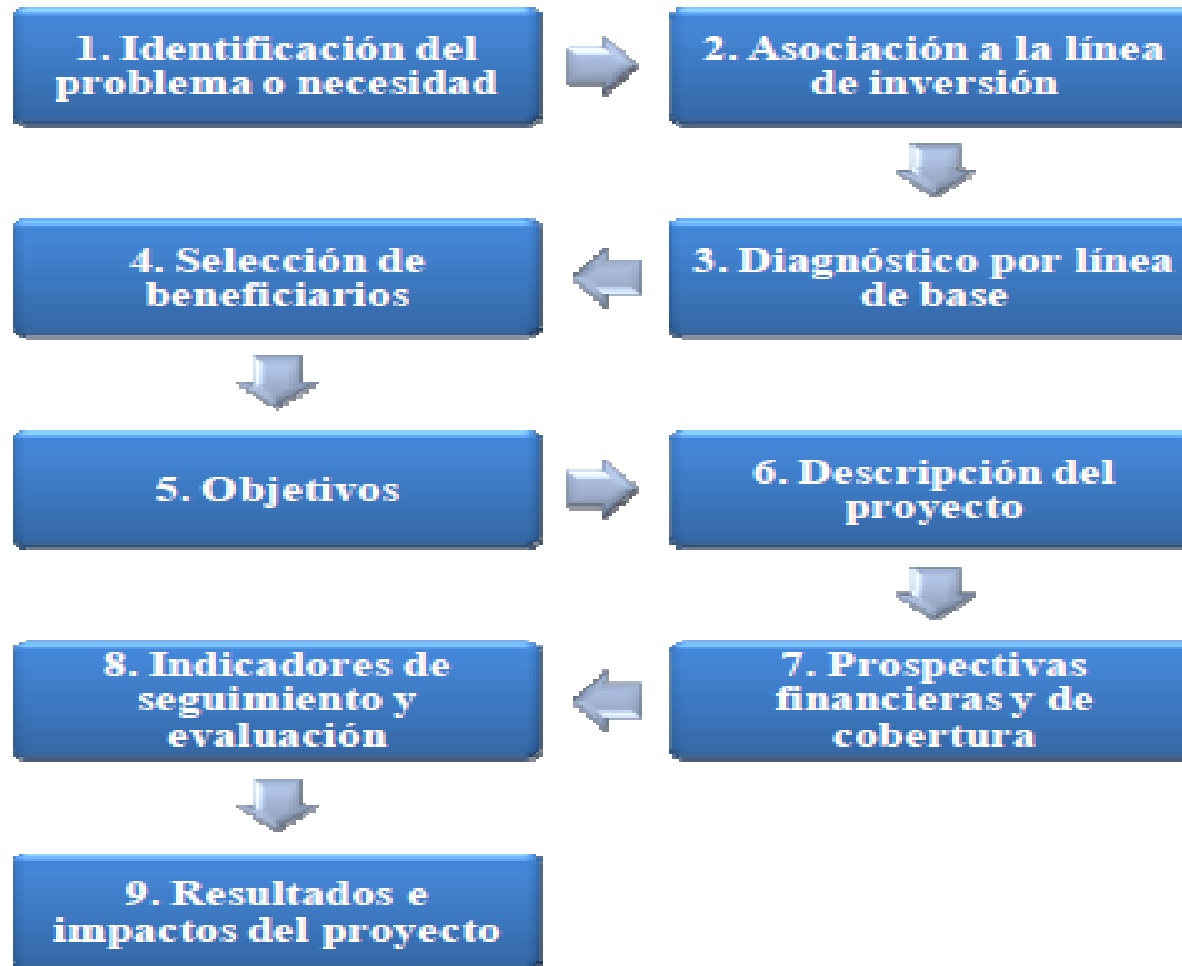 1. Identificación del
problema o necesidad
2. Asociación a la línea
de inversión
3. Diagnóstico por línea
de base
4. Selección de
beneficiarios
5. Objetivos
6. Descripción del
proyecto
7. Prospectivas
financieras y de
cobertura
8. Indicadores de
seguimiento y
evaluación
9. Resultados e
impactos del proyecto